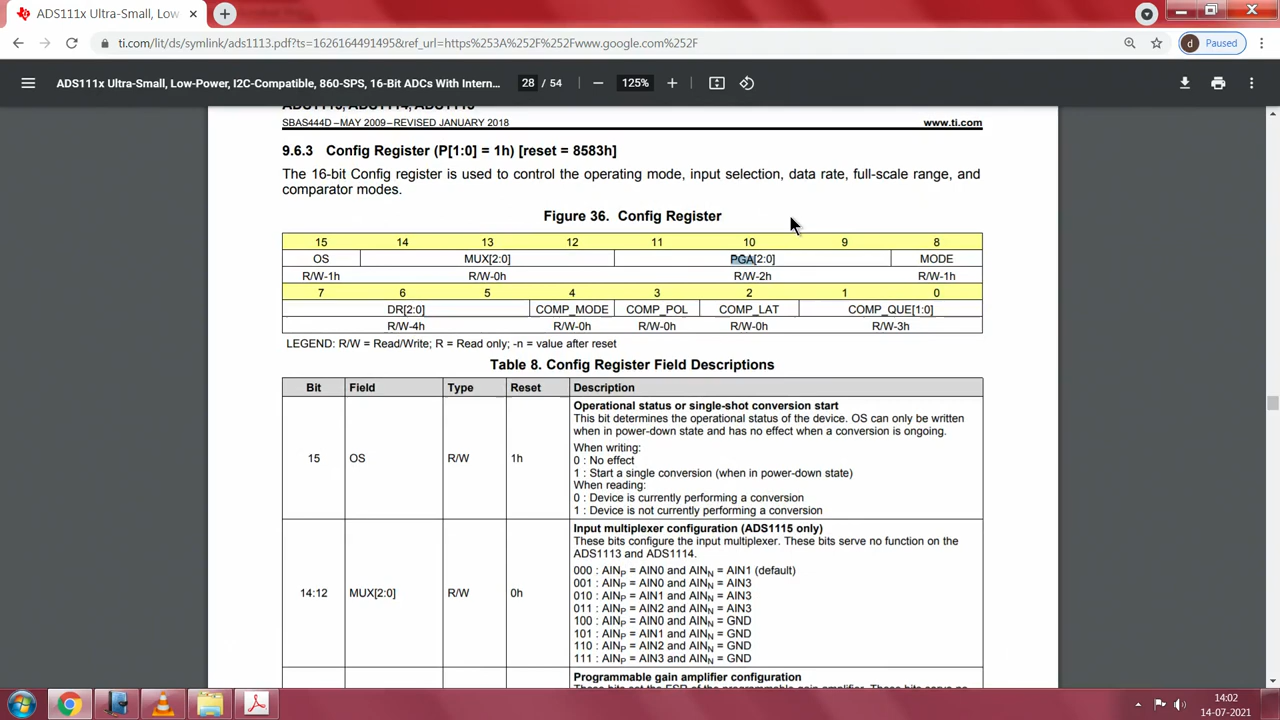 ADS111x Ultra-Small, Low
ti.com/lit/ds/symlink/ads1113.pdf?ts=1626164491495&ref_url=https%253A%252F%252Fwww.google.com%252F
d Paused
ADS111x Ultra-Small, Low-Power, I2C-Compatible, 860-SPS, 16-Bit ADCs With Intern...
28 / 54
125%
ADS1113, ADS1114, ADS1115
SBAS444D–MAY 2009–REVISED JANUARY 2018
www.ti.com
9.6.3 Config Register (P[1:0] = 1h) [reset = 8583h]
The 16-bit Config register is used to control the operating mode, input selection, data rate, full-scale range, and
comparator modes.
Figure 36. Config Register
15 14 13 12 11 10 9 8
OS MUX[2:0] PGA[2:0] MODE
R/W-1h R/W-0h R/W-2h R/W-1h
7 6 5 4 3 2 1 0
DR[2:0] COMP_MODE COMP_POL COMP_LAT COMP_QUE[1:0]
R/W-4h R/W-0h R/W-0h R/W-0h R/W-3h
LEGEND: R/W = Read/Write; R = Read only; -n = value after reset
Table 8. Config Register Field Descriptions
Bit Field Type Reset Description
15 OS R/W 1h
Operational status or single-shot conversion start
This bit determines the operational status of the device. OS can only be written
when in power-down state and has no effect when a conversion is ongoing.
When writing:
0 : No effect
1 : Start a single conversion (when in power-down state)
When reading:
0 : Device is currently performing a conversion
1 : Device is not currently performing a conversion
14:12 MUX[2:0] R/W 0h
Input multiplexer configuration (ADS1115 only)
These bits configure the input multiplexer. These bits serve no function on the
ADS1113 and ADS1114.
000 : AINP = AIN0 and AINN = AIN1 (default)
001 : AINP = AIN0 and AINN = AIN3
010 : AINP = AIN1 and AINN = AIN3
011 : AINP = AIN2 and AINN = AIN3
100 : AINP = AIN0 and AINN = GND
101 : AINP = AIN1 and AINN = GND
110 : AINP = AIN2 and AINN = GND
111 : AINP = AIN3 and AINN = GND
Programmable gain amplifier configuration
14:02
14-07-2021